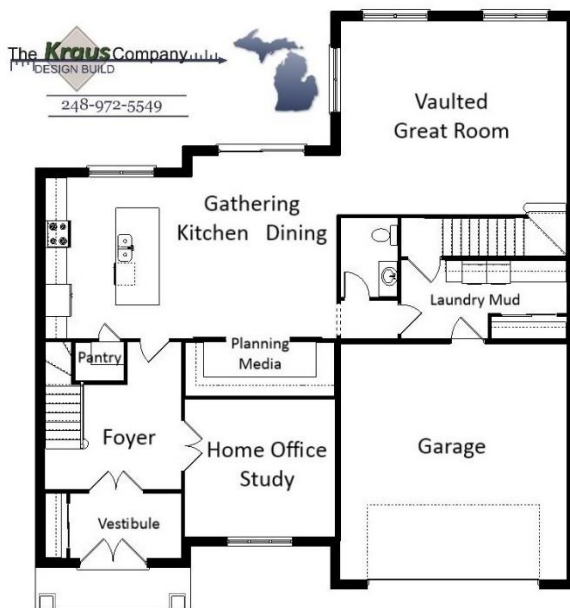 The Kraus Company
DESIGN BUILD
248-972-5549
Vaulted
Great Room
Gathering
Kitchen Dining
Laundry Mud
Pantry
Planning
Media
Foyer
Home Office
Study
Garage
Vestibule